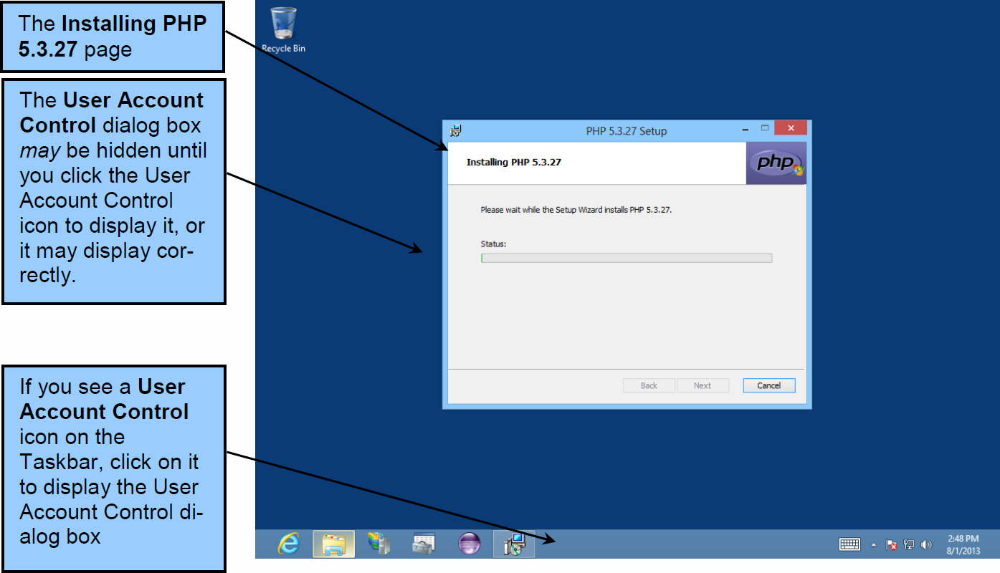 The Installing PHP
5.3.27 page
The User Account
Control dialog box
may be hidden until
you click the User
Account Control
icon to display it, or
it may display cor-
rectly.
If you see a User
Account Control
icon on the
Taskbar, click on it
to display the User
Account Control di-
alog box
Recycle Bin
PHP 5.3.27 Setup
Installing PHP 5.3.27
php
Please wait while the Setup Wizard installs PHP 5.3.27.
Status:
Back Next Cancel
2:48 PM
8/1/2013